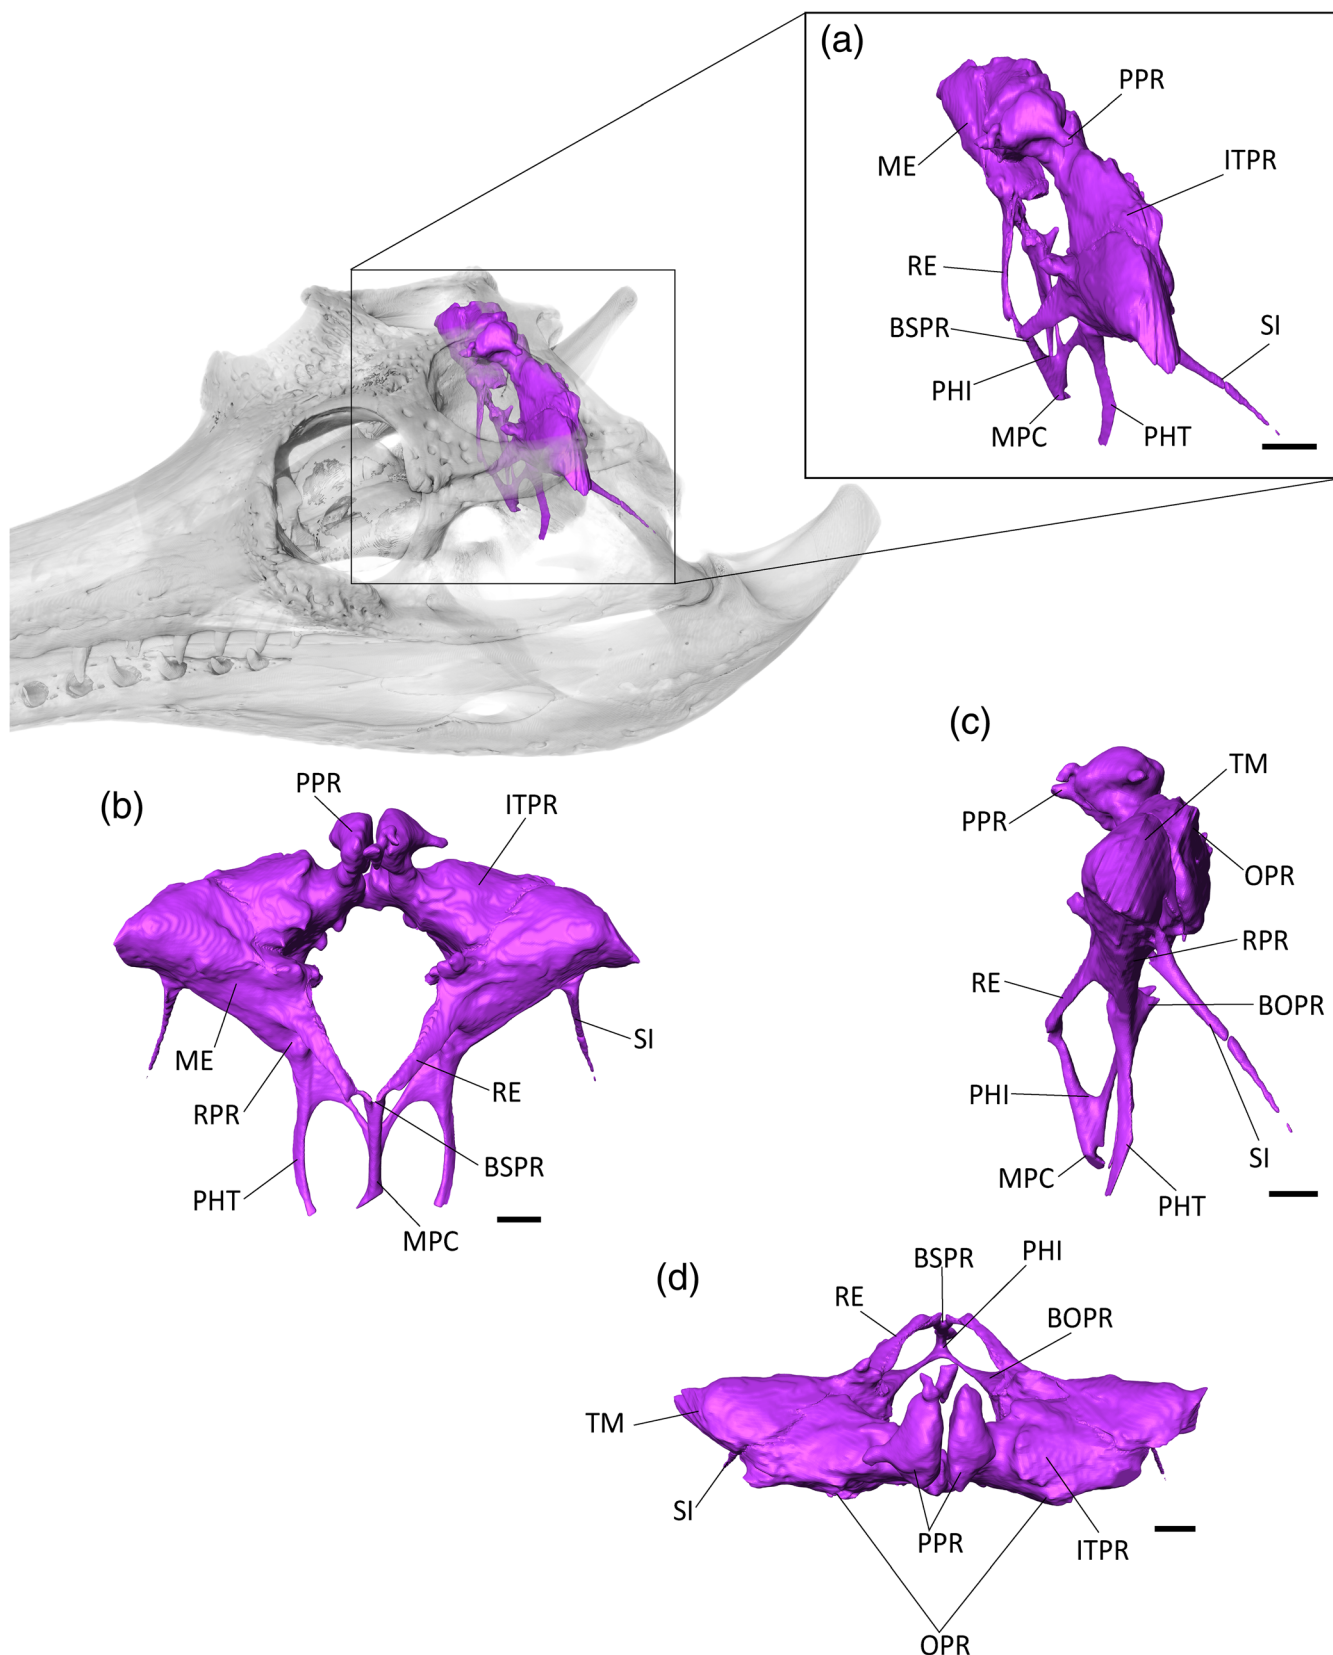 (a)
PPR
ME
ITPR
RE
BSPR
SI
PHI
MPC
PHT
(b)
PPR
ITPR
ME
SI
RPR
RE
BSPR
PHT
MPC
(c)
TM
PPR
OPR
RPR
RE
BOPR
PHI
SI
MPC
PHT
(d)
BSPR
PHI
RE
BOPR
TM
SI
PPR
ITPR
OPR